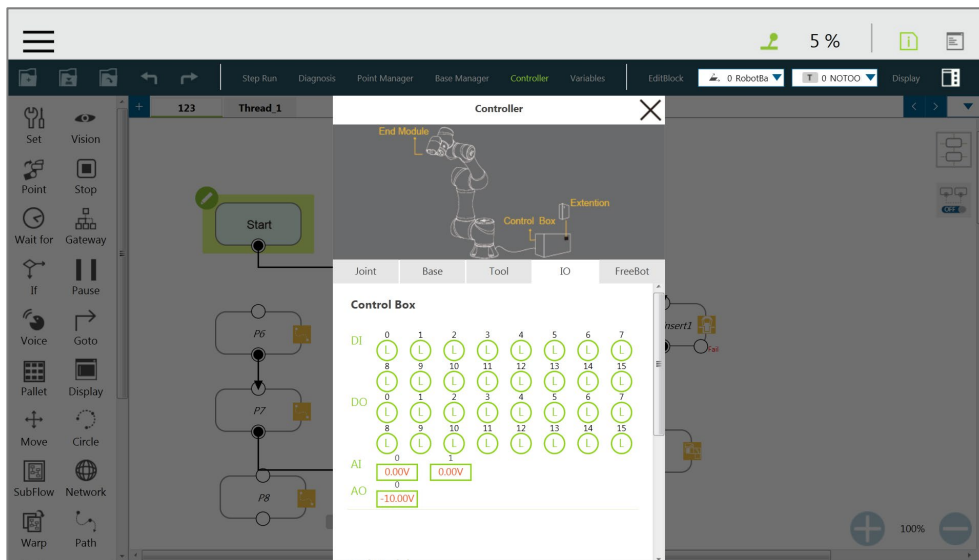 5 %
Step Run Diagnosis Point Manager Base Manager Controller Variables EditBlock 0 RobotBa T 0 NOTOO Display
+ 123 Thread_1
Set Vision
Point Stop
Wait for Gateway
If Pause
Voice Goto
Pallet Display
Move Circle
SubFlow Network
Warp Path
Start
P6
P7
P8
Controller
End Module
Extention
Control Box
Joint Base Tool IO FreeBot
Control Box
0 1 2 3 4 5 6 7
DI L L L L L L L L
8 9 10 11 12 13 14 15
L L L L L L L L
0 1 2 3 4 5 6 7
DO L L L L L L L L
8 9 10 11 12 13 14 15
L L L L L L L L
0 1
AI 0.00V 0.00V
0
AO -10.00V
nsert1
Fail
OFF
100%